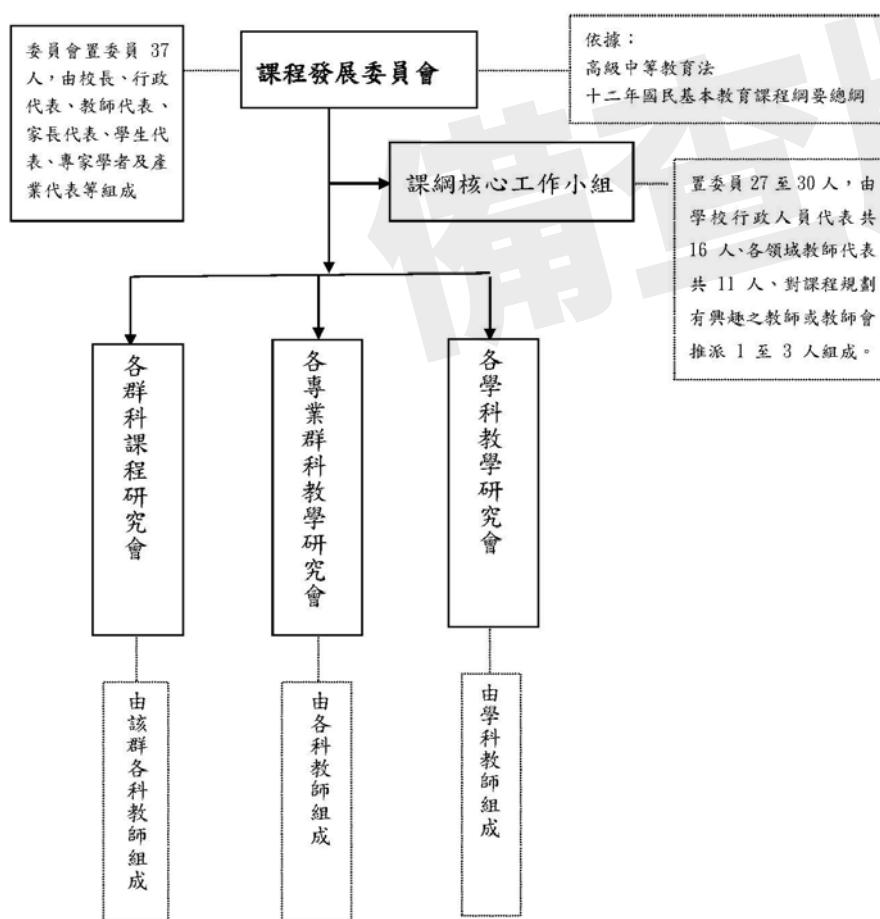 委員會置委員 37
人，由校長、行政
代表、教師代表、
家長代表、學生代
表、專家學者及產
業代表等組成
課程發展委員會
依據：
高級中等教育法
十二年國民基本教育課程綱要總綱
課綱核心工作小組
置委員 27 至 30 人，由
學校行政人員代表共
16 人、各領域教師代表
共 11 人、對課程規劃
有興趣之教師或教師會
推派 1 至 3 人組成。
各群科課程研究會
各專業群科教學研究會
各學科教學研究會
由該群各科教師組成
由各科教師組成
由學科教師組成
備查